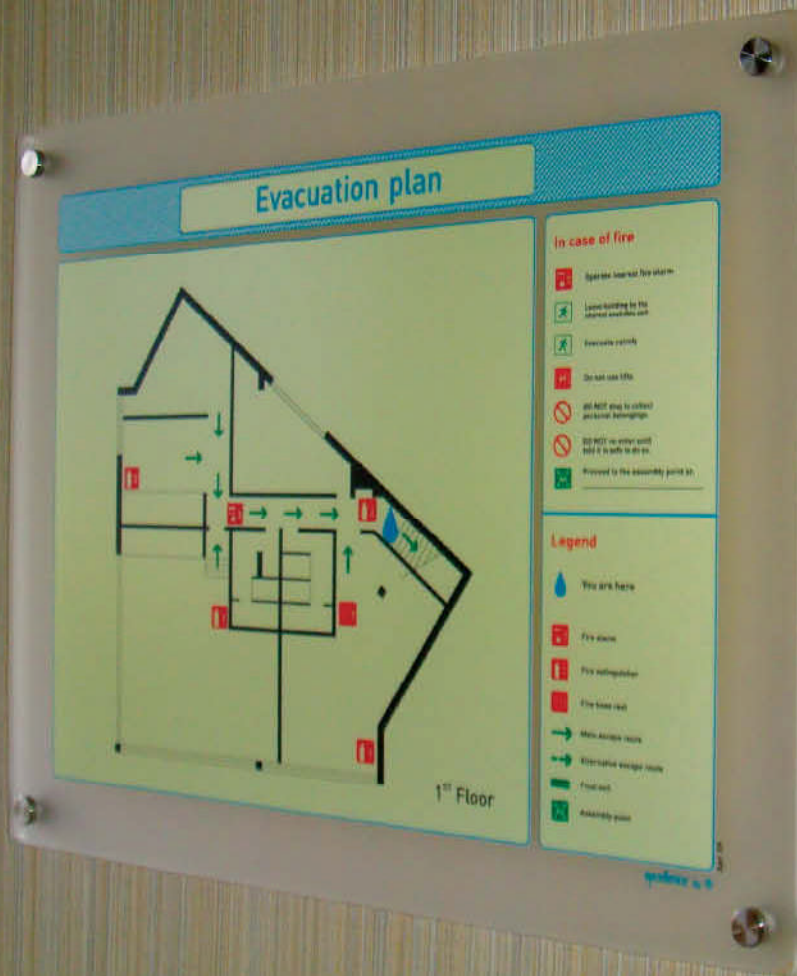 Evacuation plan
In case of fire
Operate nearest fire alarm
Leave building by the
nearest available exit
Evacuate calmly
Do not use lifts
DO NOT stop to collect
personal belongings
DO NOT re-enter until
told it is safe to do so
Proceed to the assembly point at:
Legend
You are here
Fire alarm
Fire extinguisher
Fire hose reel
Main escape route
Alternative escape route
Final exit
Assembly point
1st Floor